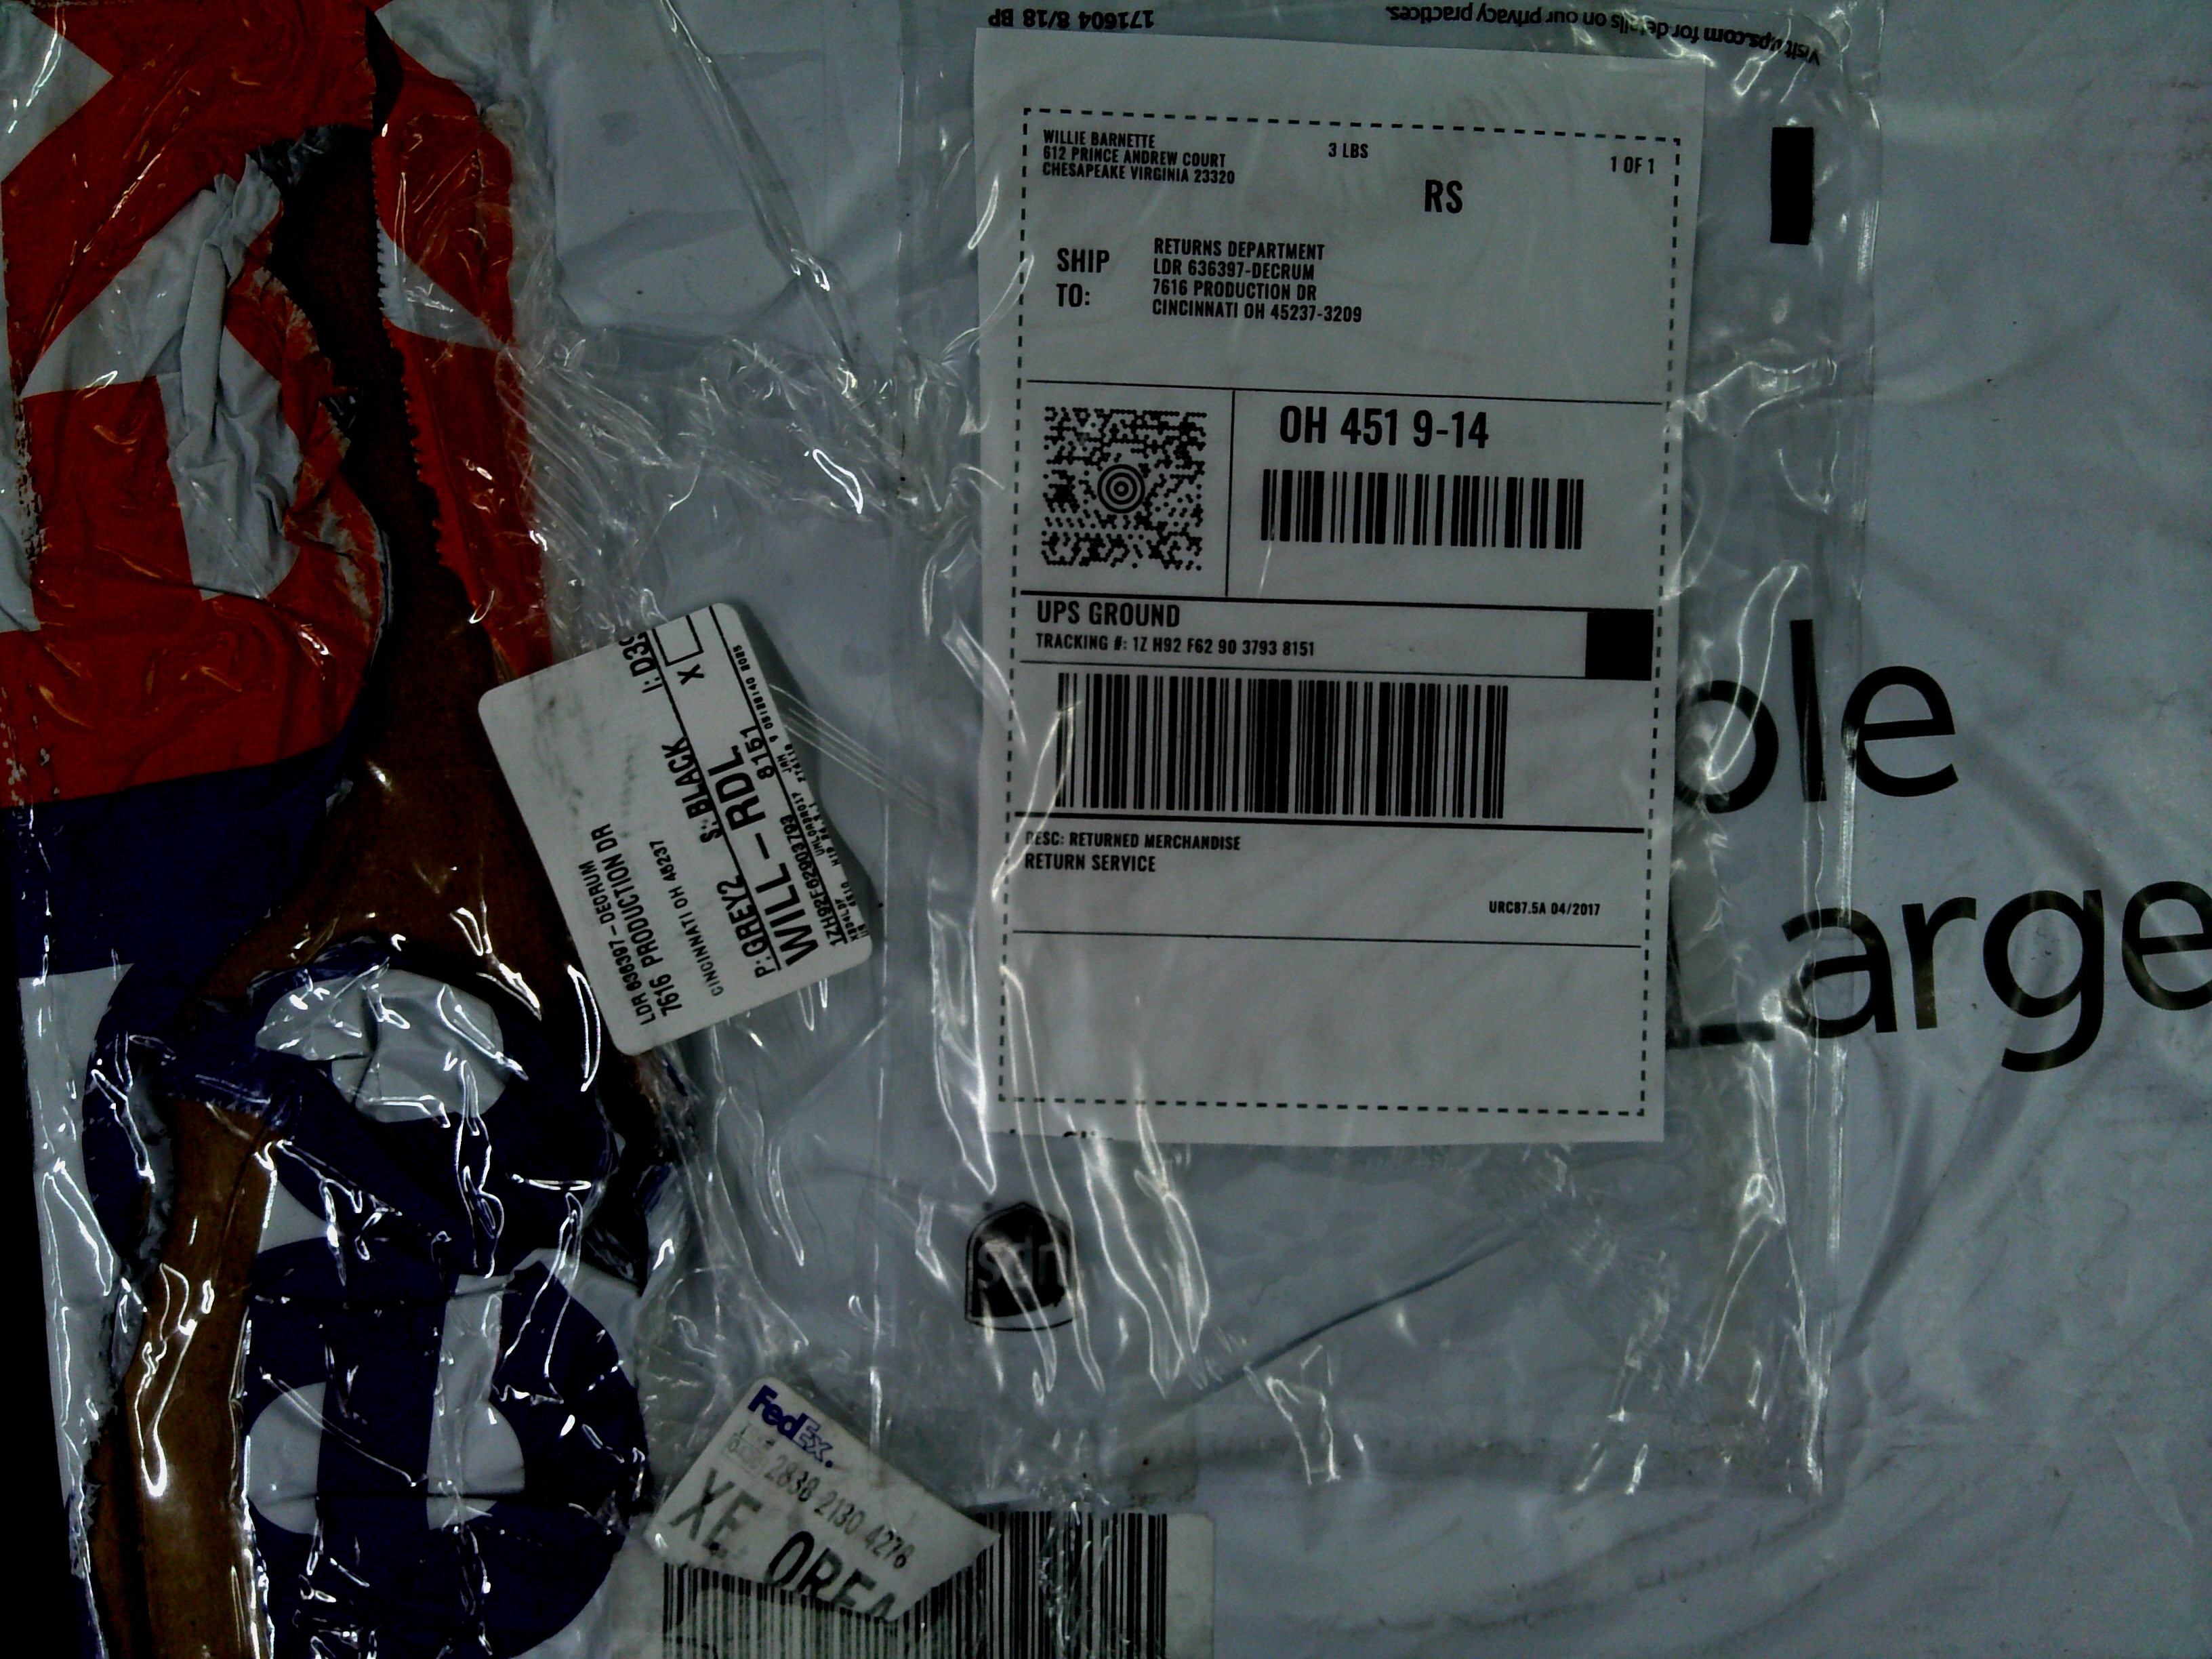 171604 8/18 BP
Visit ups.com for details on our privacy practices.
WILLIE BARNETTE
612 PRINCE ANDREW COURT
CHESAPEAKE VIRGINIA 23320
3 LBS
1 OF 1
RS
SHIP TO:
RETURNS DEPARTMENT
LDR 636397-DECRUM
7616 PRODUCTION DR
CINCINNATI OH 45237-3209
OH 451 9-14
UPS GROUND
TRACKING #: 1Z H92 F62 90 3793 8151
DESC: RETURNED MERCHANDISE
RETURN SERVICE
URC87.5A 04/2017
LDR 636397-DECRUM
7616 PRODUCTION DR
CINCINNATI OH 45237
P: GREY2 S: BLACK
WILL-RDL
1ZH92F629037938151
X
ups
FedEx.
2838 2130 4276
XE OREA
ole
Large